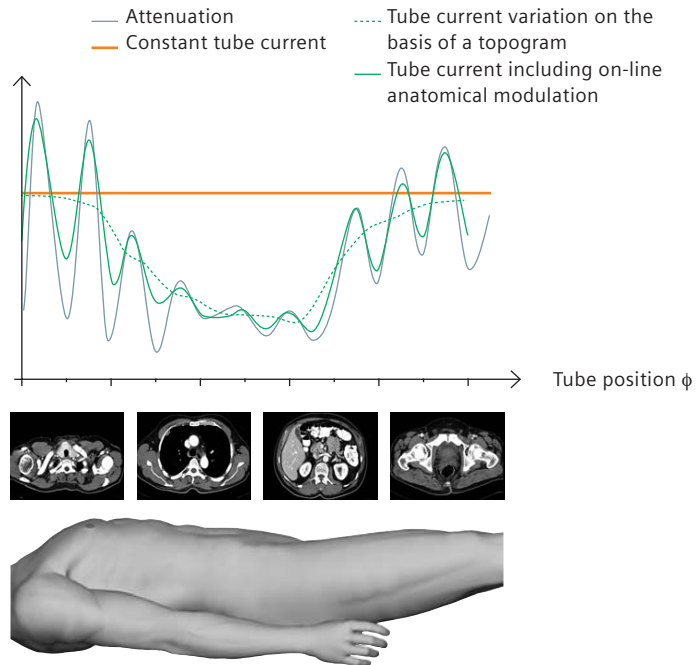 Attenuation
Constant tube current
Tube current variation on the
basis of a topogram
Tube current including on-line
anatomical modulation
Tube position ϕ